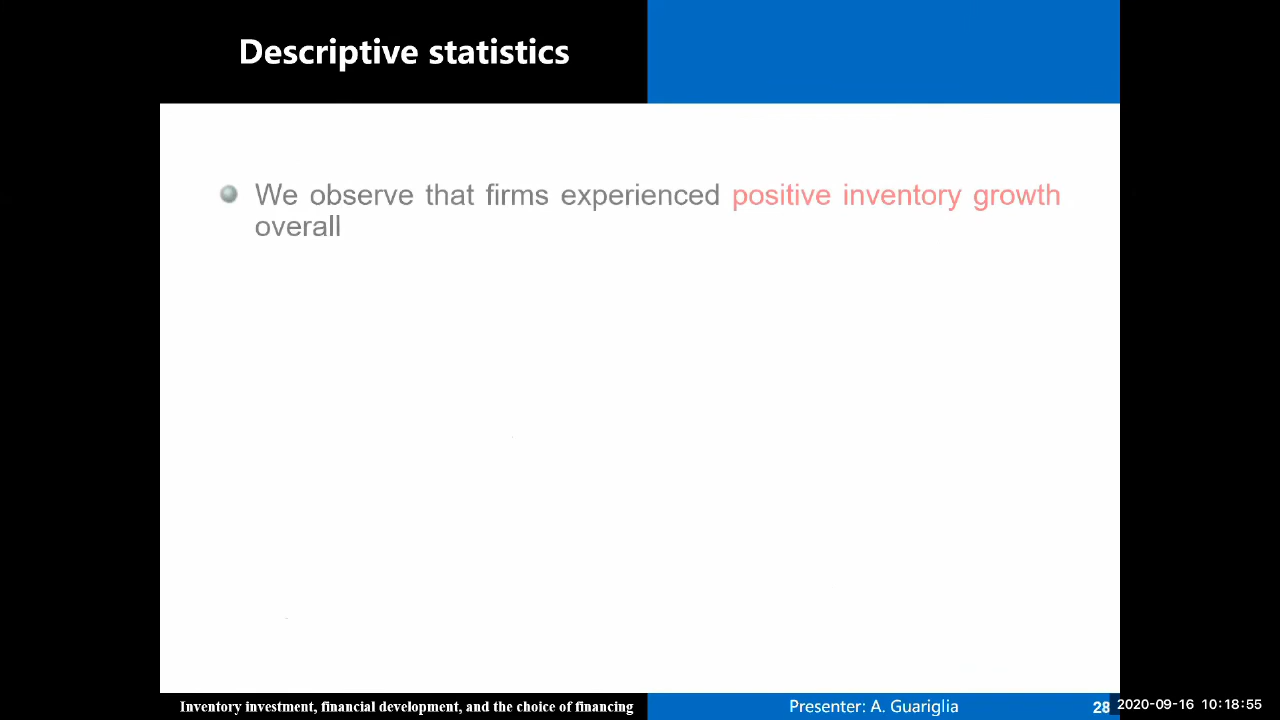 Descriptive statistics
We observe that firms experienced positive inventory growth
overall
Inventory investment, financial development, and the choice of financing
Presenter: A. Guariglia
28
2020-09-16 10:18:55